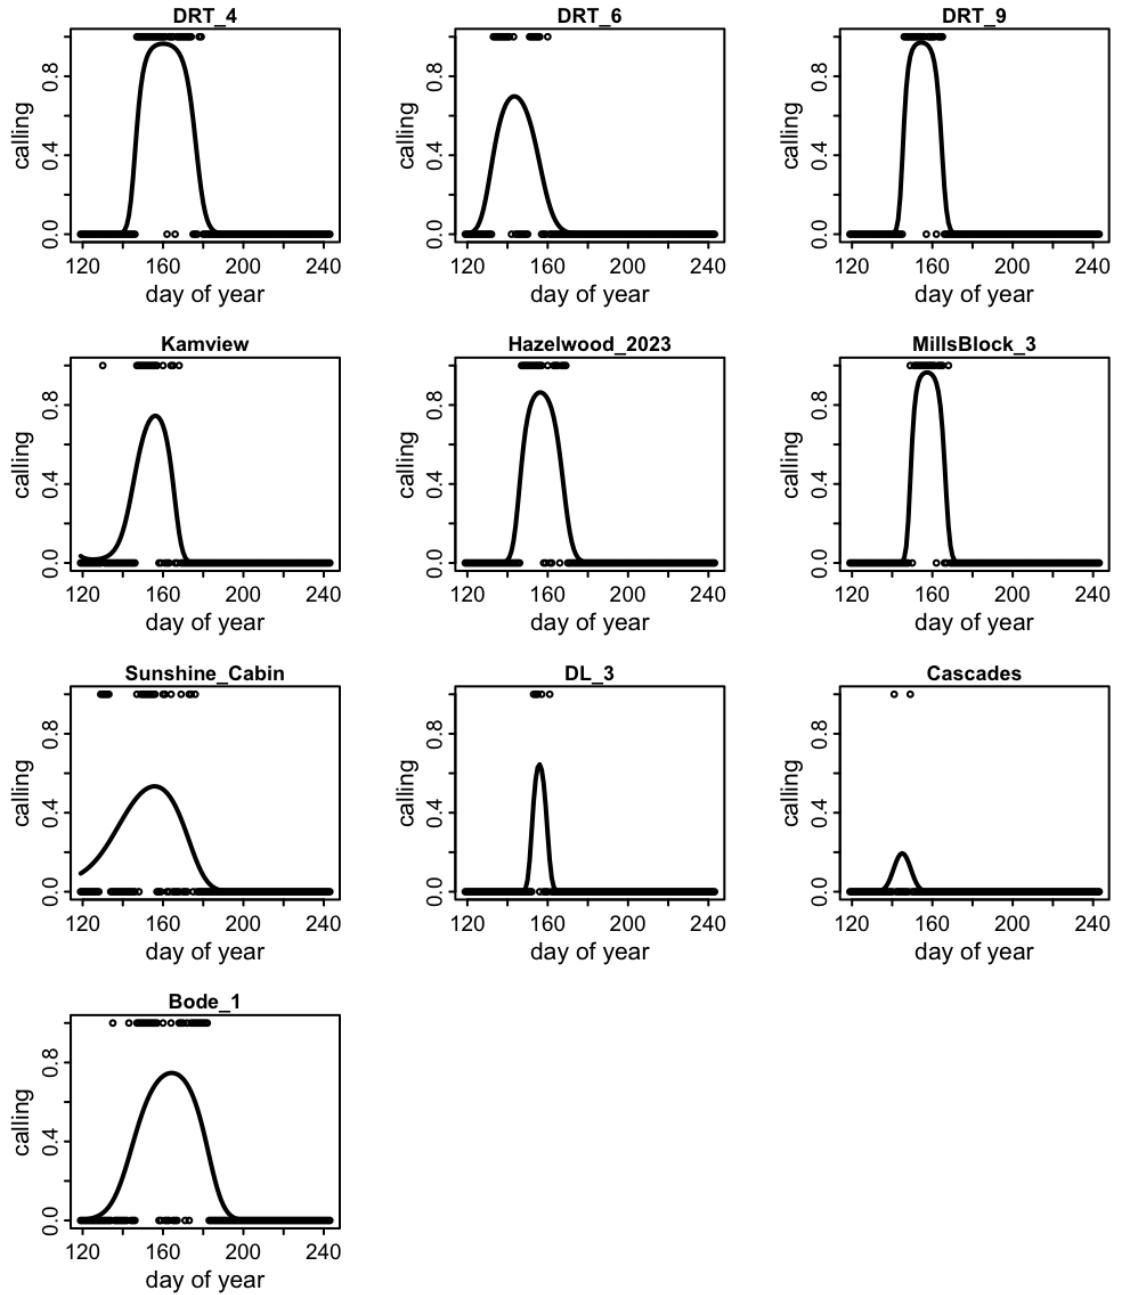 DRT_4
DRT_6
DRT_9
calling
0.0 0.4 0.8
120 160 200 240
day of year
calling
0.0 0.4 0.8
120 160 200 240
day of year
calling
0.0 0.4 0.8
120 160 200 240
day of year
Kamview
Hazelwood_2023
MillsBlock_3
calling
0.0 0.4 0.8
120 160 200 240
day of year
calling
0.0 0.4 0.8
120 160 200 240
day of year
calling
0.0 0.4 0.8
120 160 200 240
day of year
Sunshine_Cabin
DL_3
Cascades
calling
0.0 0.4 0.8
120 160 200 240
day of year
calling
0.0 0.4 0.8
120 160 200 240
day of year
calling
0.0 0.4 0.8
120 160 200 240
day of year
Bode_1
calling
0.0 0.4 0.8
120 160 200 240
day of year